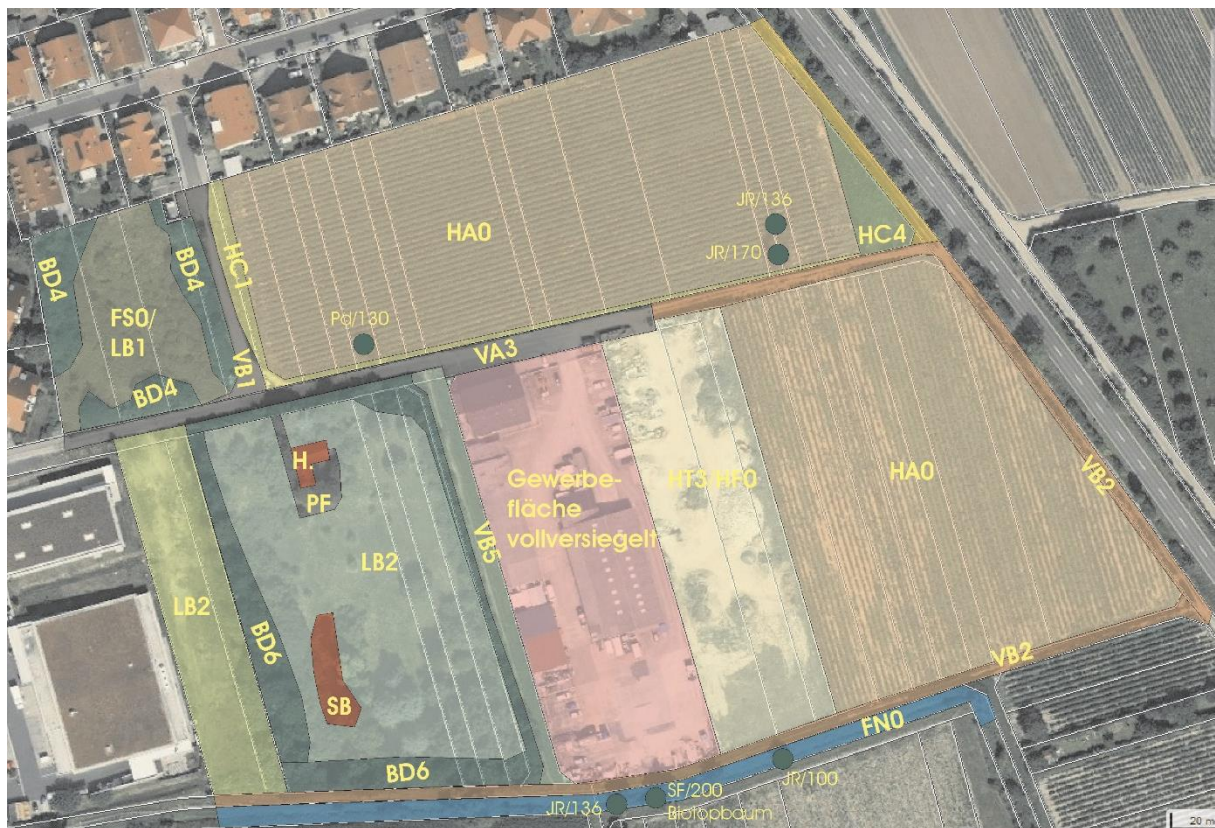 JR/136
HA0
HC4
JR/170
BD4
BD4
HC1
FS0/
LB1
Pd/130
VA3
VB1
BD4
H.
PF
Gewerbe-
fläche
vollversiegelt
HT3
HF0
HA0
VB2
VB5
LB2
LB2
BD6
SB
VB2
FN0
BD6
JR/100
SF/200
JR/136
Biotopbaum
20 m